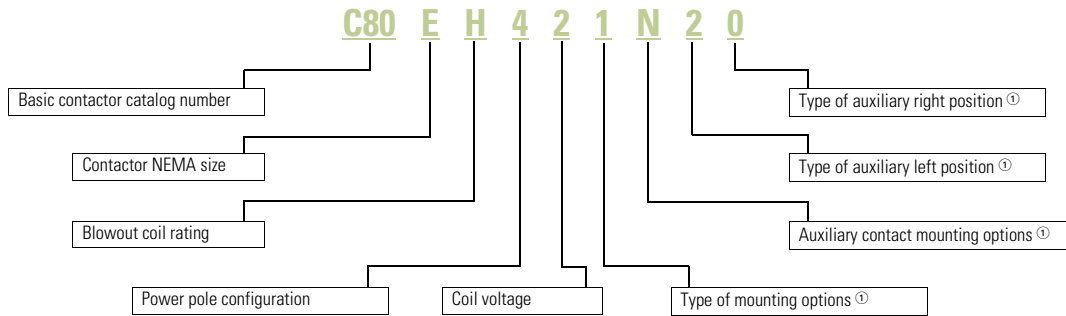 C80 E H 4 2 1 N 2 0
Basic contactor catalog number
Type of auxiliary right position ①
Contactor NEMA size
Type of auxiliary left position ①
Blowout coil rating
Auxiliary contact mounting options ①
Power pole configuration
Coil voltage
Type of mounting options ①